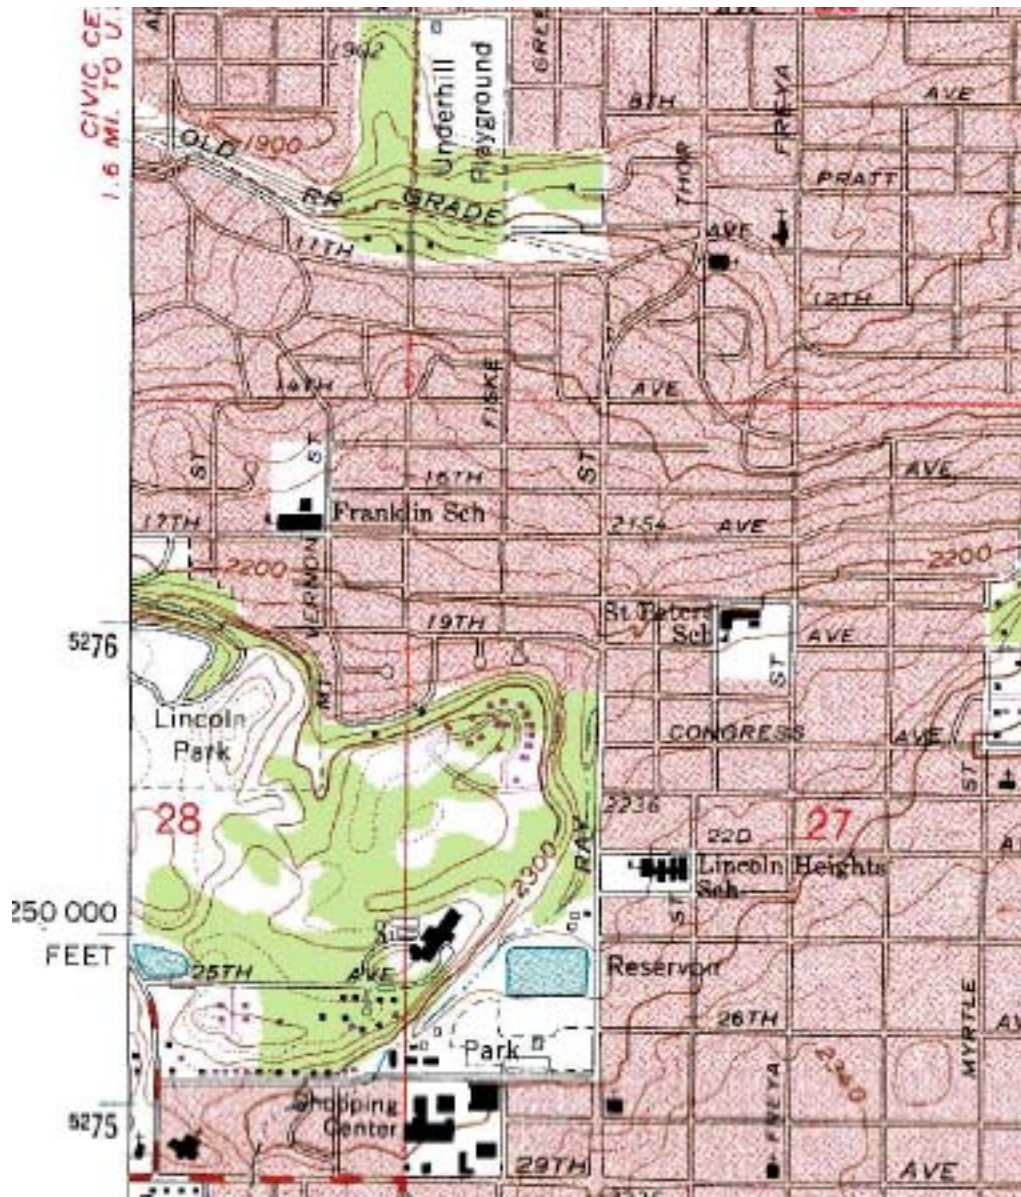 CIVIC CE
1.6 MI. TO U.
1962
Underhill
Playground
8TH
AVE
FREYA
OLD
1900
RR
GRADE
THOR
PRATT
11TH
AVE
12TH
14TH
FISKE
AVE
ST
ST
ST
16TH
AVE
Franklin Sch
17TH
2154
AVE
2200
VERMON
2200
5276
19TH
St Peters
Sch
AVE
ST
MT
Lincoln
Park
CONGRESS
AVE
ST
28
2236
22D
27
RAY
2300
Lincoln Heights
Sch
ST
250 000
FEET
25TH
AVE
Reservoir
26TH
MYRTLE
Park
2360
5275
Shopping
Center
FREYA
29TH
AVE